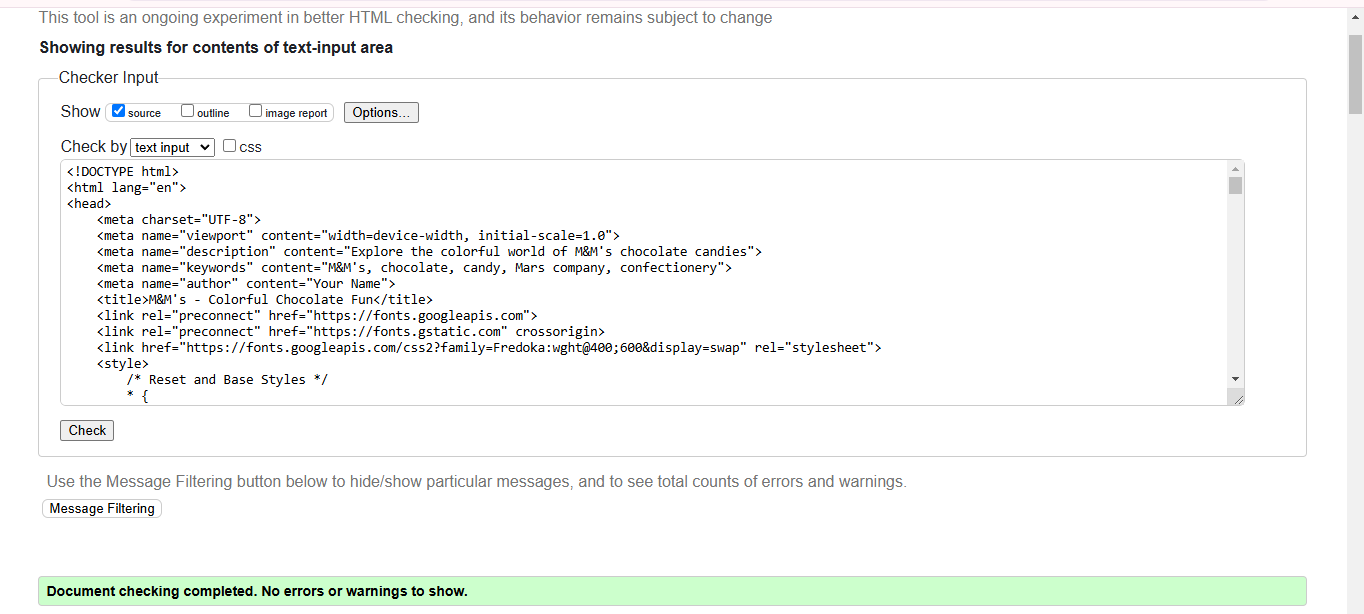 This tool is an ongoing experiment in better HTML checking, and its behavior remains subject to change
Showing results for contents of text-input area
Checker Input
Show source outline image report Options...
Check by text input css
<!DOCTYPE html>
<html lang="en">
<head>
    <meta charset="UTF-8">
    <meta name="viewport" content="width=device-width, initial-scale=1.0">
    <meta name="description" content="Explore the colorful world of M&M's chocolate candies">
    <meta name="keywords" content="M&M's, chocolate, candy, Mars company, confectionery">
    <meta name="author" content="Your Name">
    <title>M&M's - Colorful Chocolate Fun</title>
    <link rel="preconnect" href="https://fonts.googleapis.com">
    <link rel="preconnect" href="https://fonts.gstatic.com" crossorigin>
    <link href="https://fonts.googleapis.com/css2?family=Fredoka:wght@400;600&display=swap" rel="stylesheet">
    <style>
        /* Reset and Base Styles */
        * {
Check
Use the Message Filtering button below to hide/show particular messages, and to see total counts of errors and warnings.
Message Filtering
Document checking completed. No errors or warnings to show.